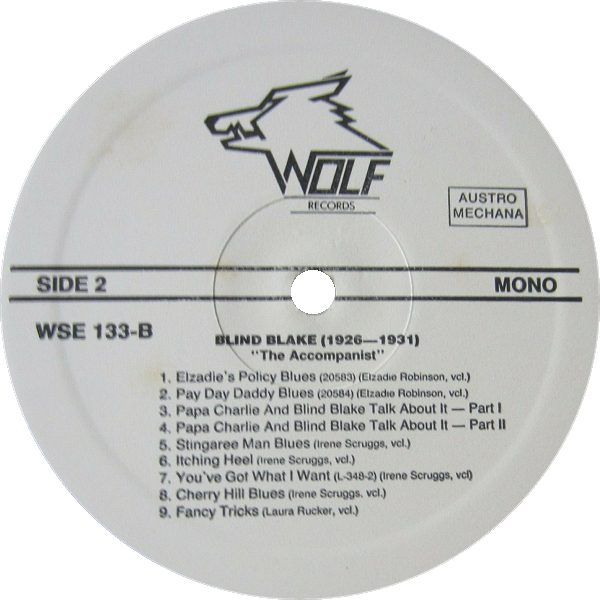 WOLF
RECORDS
AUSTRO
MECHANA
SIDE 2 MONO
WSE 133-B
BLIND BLAKE (1926—1931)
"The Accompanist"
1. Elzadie's Policy Blues (20583) (Elzadie Robinson, vcl.)
2. Pay Day Daddy Blues (20584) (Elzadie Robinson, vcl.)
3. Papa Charlie And Blind Blake Talk About It — Part I
4. Papa Charlie And Blind Blake Talk About It — Part II
5. Stingaree Man Blues (Irene Scruggs, vcl.)
6. Itching Heel (Irene Scruggs, vcl.)
7. You've Got What I Want (L-348-2) (Irene Scruggs, vcl)
8. Cherry Hill Blues (Irene Scruggs, vcl)
9. Fancy Tricks (Laura Rucker, vcl.)